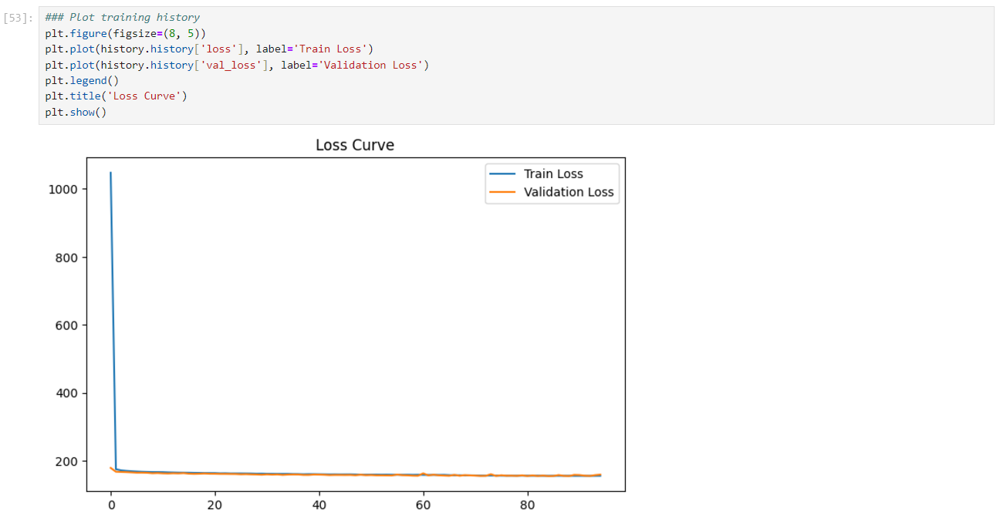 [53]: ### Plot training history
plt.figure(figsize=(8, 5))
plt.plot(history.history['loss'], label='Train Loss')
plt.plot(history.history['val_loss'], label='Validation Loss')
plt.legend()
plt.title('Loss Curve')
plt.show()
Loss Curve
Train Loss
Validation Loss
1000
800
600
400
200
0 20 40 60 80